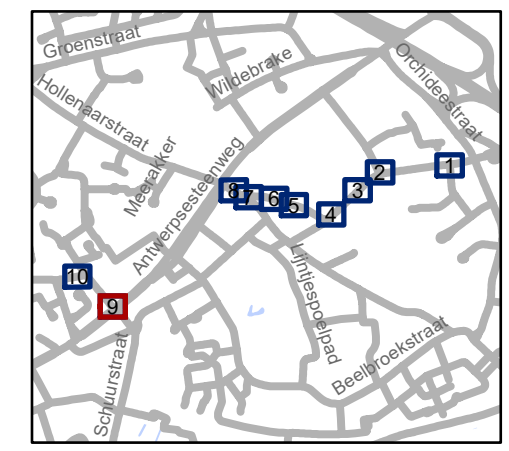 Groenstraat
Wildebrake
Orchideestraat
Hollenaarstraat
Meerakker
Antwerpsesteenweg
1
2
3
8
7
6
5
4
Lijntjespoelpad
10
9
Schuurstraat
Beelbroekstraat